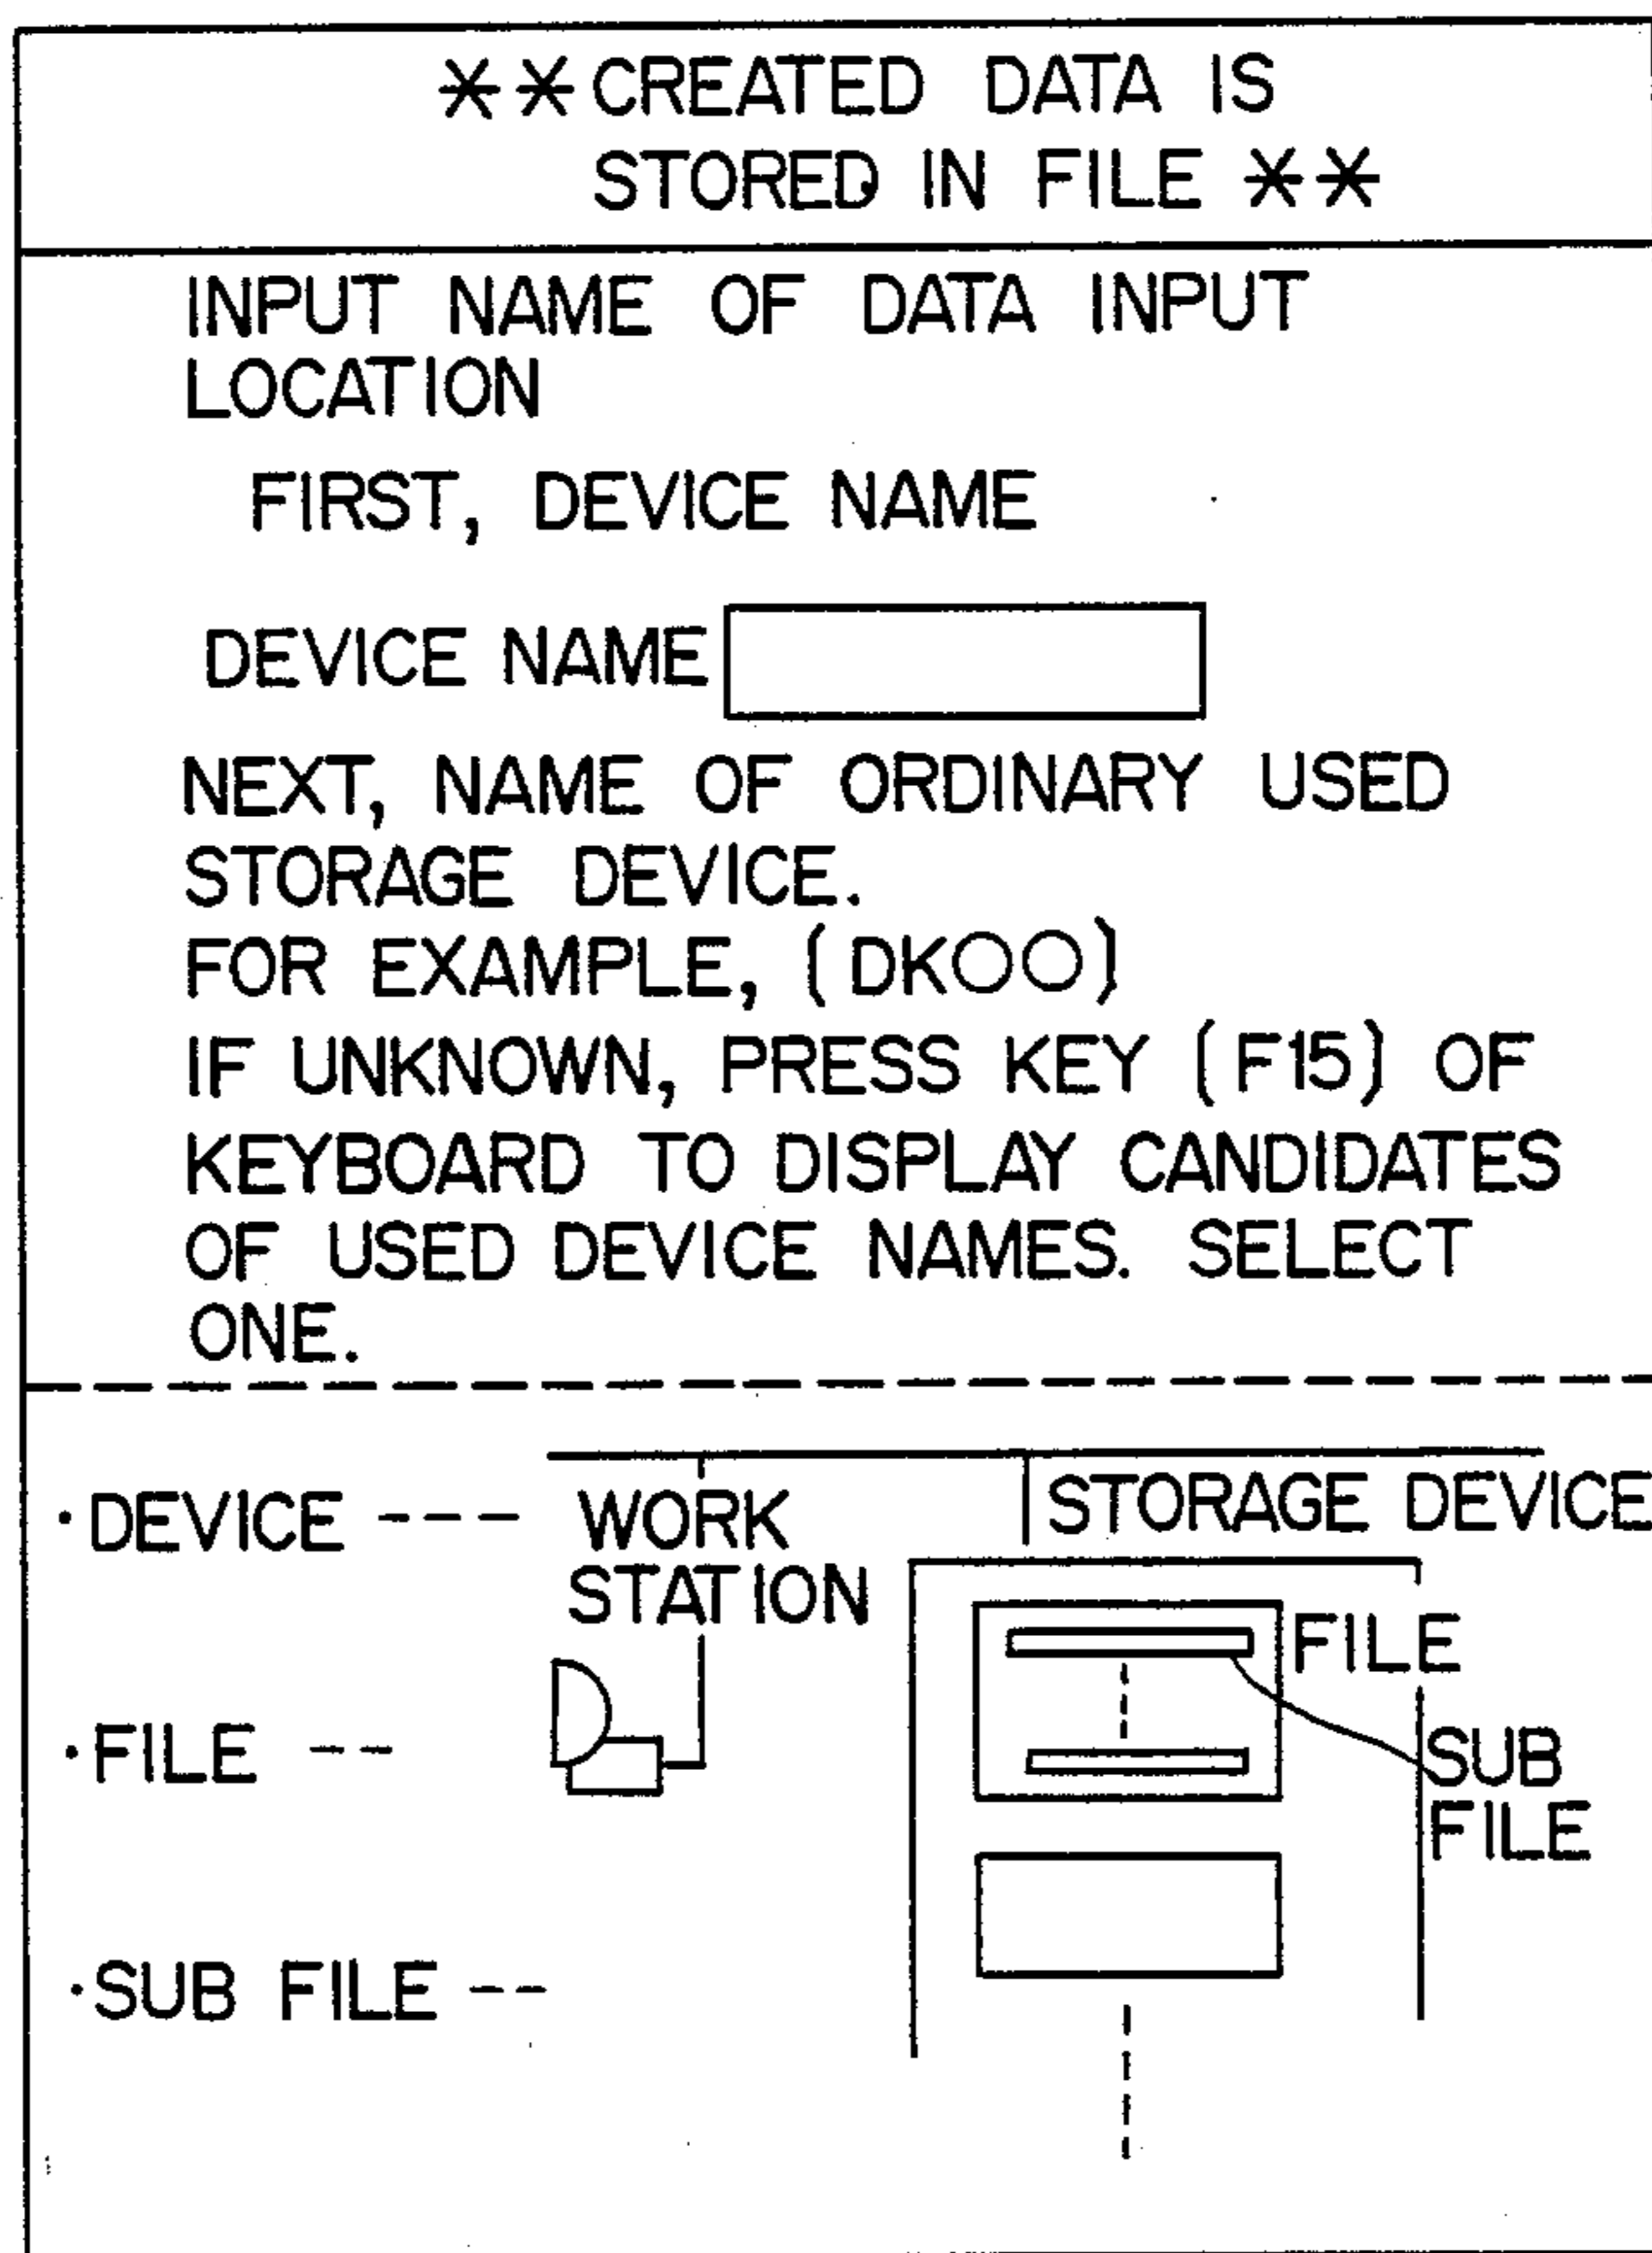 **CREATED DATA IS
STORED IN FILE **
INPUT NAME OF DATA INPUT
LOCATION
FIRST, DEVICE NAME
DEVICE NAME
NEXT, NAME OF ORDINARY USED
STORAGE DEVICE.
FOR EXAMPLE, (DK○○)
IF UNKNOWN, PRESS KEY (F15) OF
KEYBOARD TO DISPLAY CANDIDATES
OF USED DEVICE NAMES. SELECT
ONE.
·DEVICE --- WORK
STATION
STORAGE DEVICE
FILE
·FILE --
SUB
FILE
·SUB FILE --